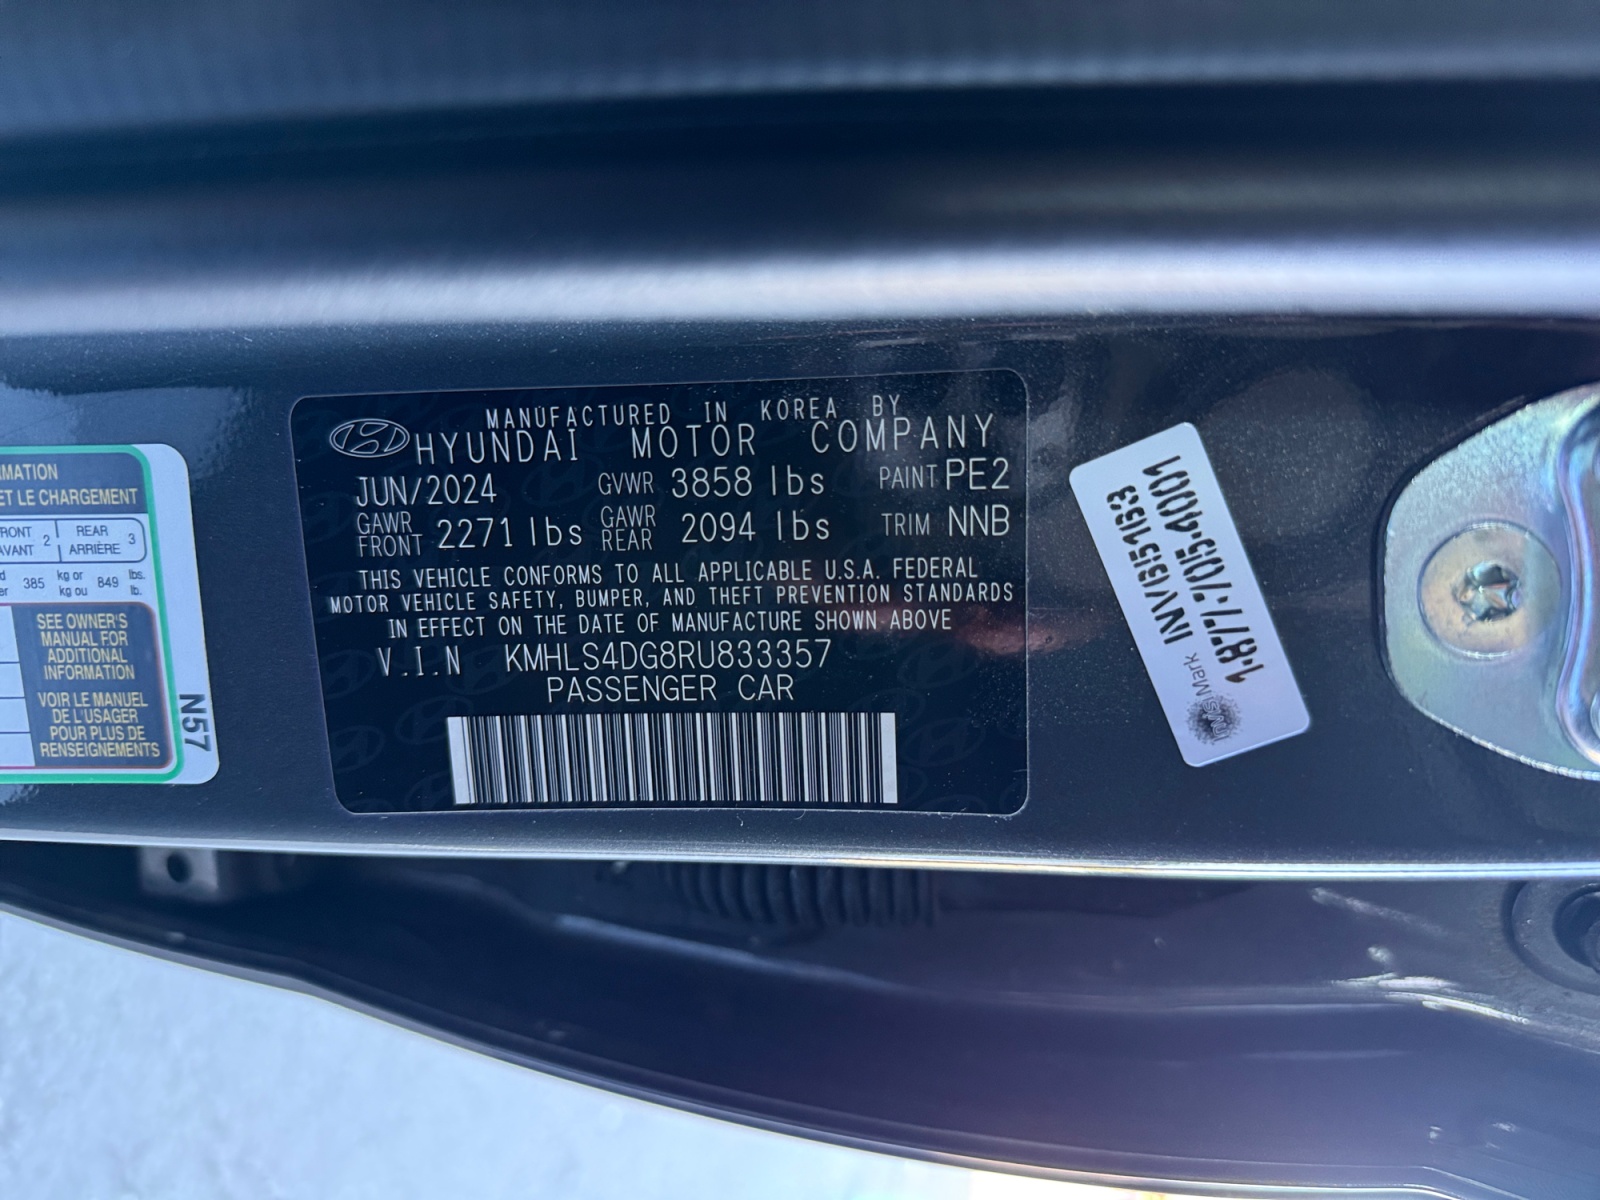 MANUFACTURED IN KOREA BY
HYUNDAI MOTOR COMPANY
JUN/2024 GVWR 3858 lbs PAINT PE2
GAWR FRONT 2271 lbs GAWR REAR 2094 lbs TRIM NNB
THIS VEHICLE CONFORMS TO ALL APPLICABLE U.S.A. FEDERAL
MOTOR VEHICLE SAFETY, BUMPER, AND THEFT PREVENTION STANDARDS
IN EFFECT ON THE DATE OF MANUFACTURE SHOWN ABOVE
V.I.N KMHLS4DG8RU833357
PASSENGER CAR
ET LE CHARGEMENT
2 REAR ARRIÈRE 3
385 kg or kg ou 849 lbs. lb.
SEE OWNER'S
MANUAL FOR
ADDITIONAL
INFORMATION
VOIR LE MANUEL
DE L'USAGER
POUR PLUS DE
RENSEIGNEMENTS
N57
1-877-705-4001